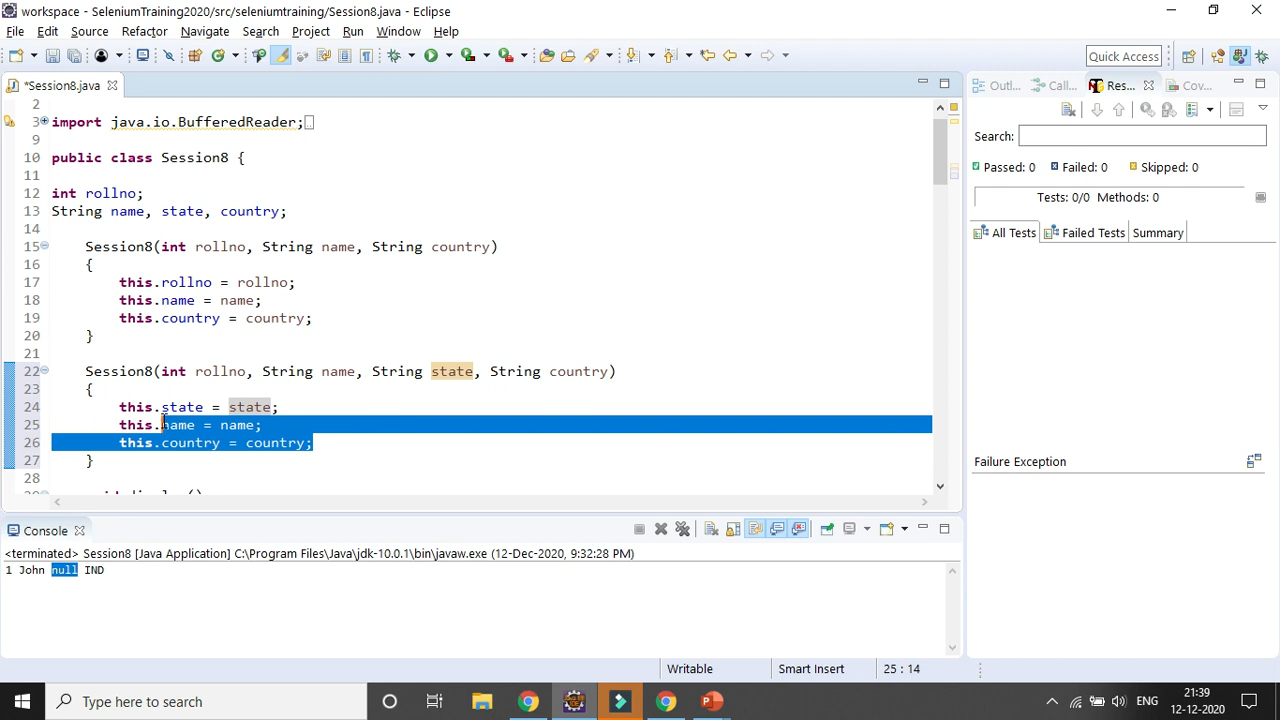 workspace - SeleniumTraining2020/src/seleniumtraining/Session8.java - Eclipse
File Edit Source Refactor Navigate Search Project Run Window Help
Quick Access
*Session8.java
Outl... Call... Res... Cov...
2
3 import java.io.BufferedReader;
9
10 public class Session8 {
11
12 int rollno;
13 String name, state, country;
14
15 Session8(int rollno, String name, String country)
16 {
17 this.rollno = rollno;
18 this.name = name;
19 this.country = country;
20 }
21
22 Session8(int rollno, String name, String state, String country)
23 {
24 this.state = state;
25 this.name = name;
26 this.country = country;
27 }
28
Search:
Passed: 0 Failed: 0 Skipped: 0
Tests: 0/0 Methods: 0
All Tests Failed Tests Summary
Failure Exception
Console
<terminated> Session8 [Java Application] C:\Program Files\Java\jdk-10.0.1\bin\javaw.exe (12-Dec-2020, 9:32:28 PM)
1 John null IND
Writable Smart Insert 25 : 14
Type here to search
ENG
21:39
12-12-2020